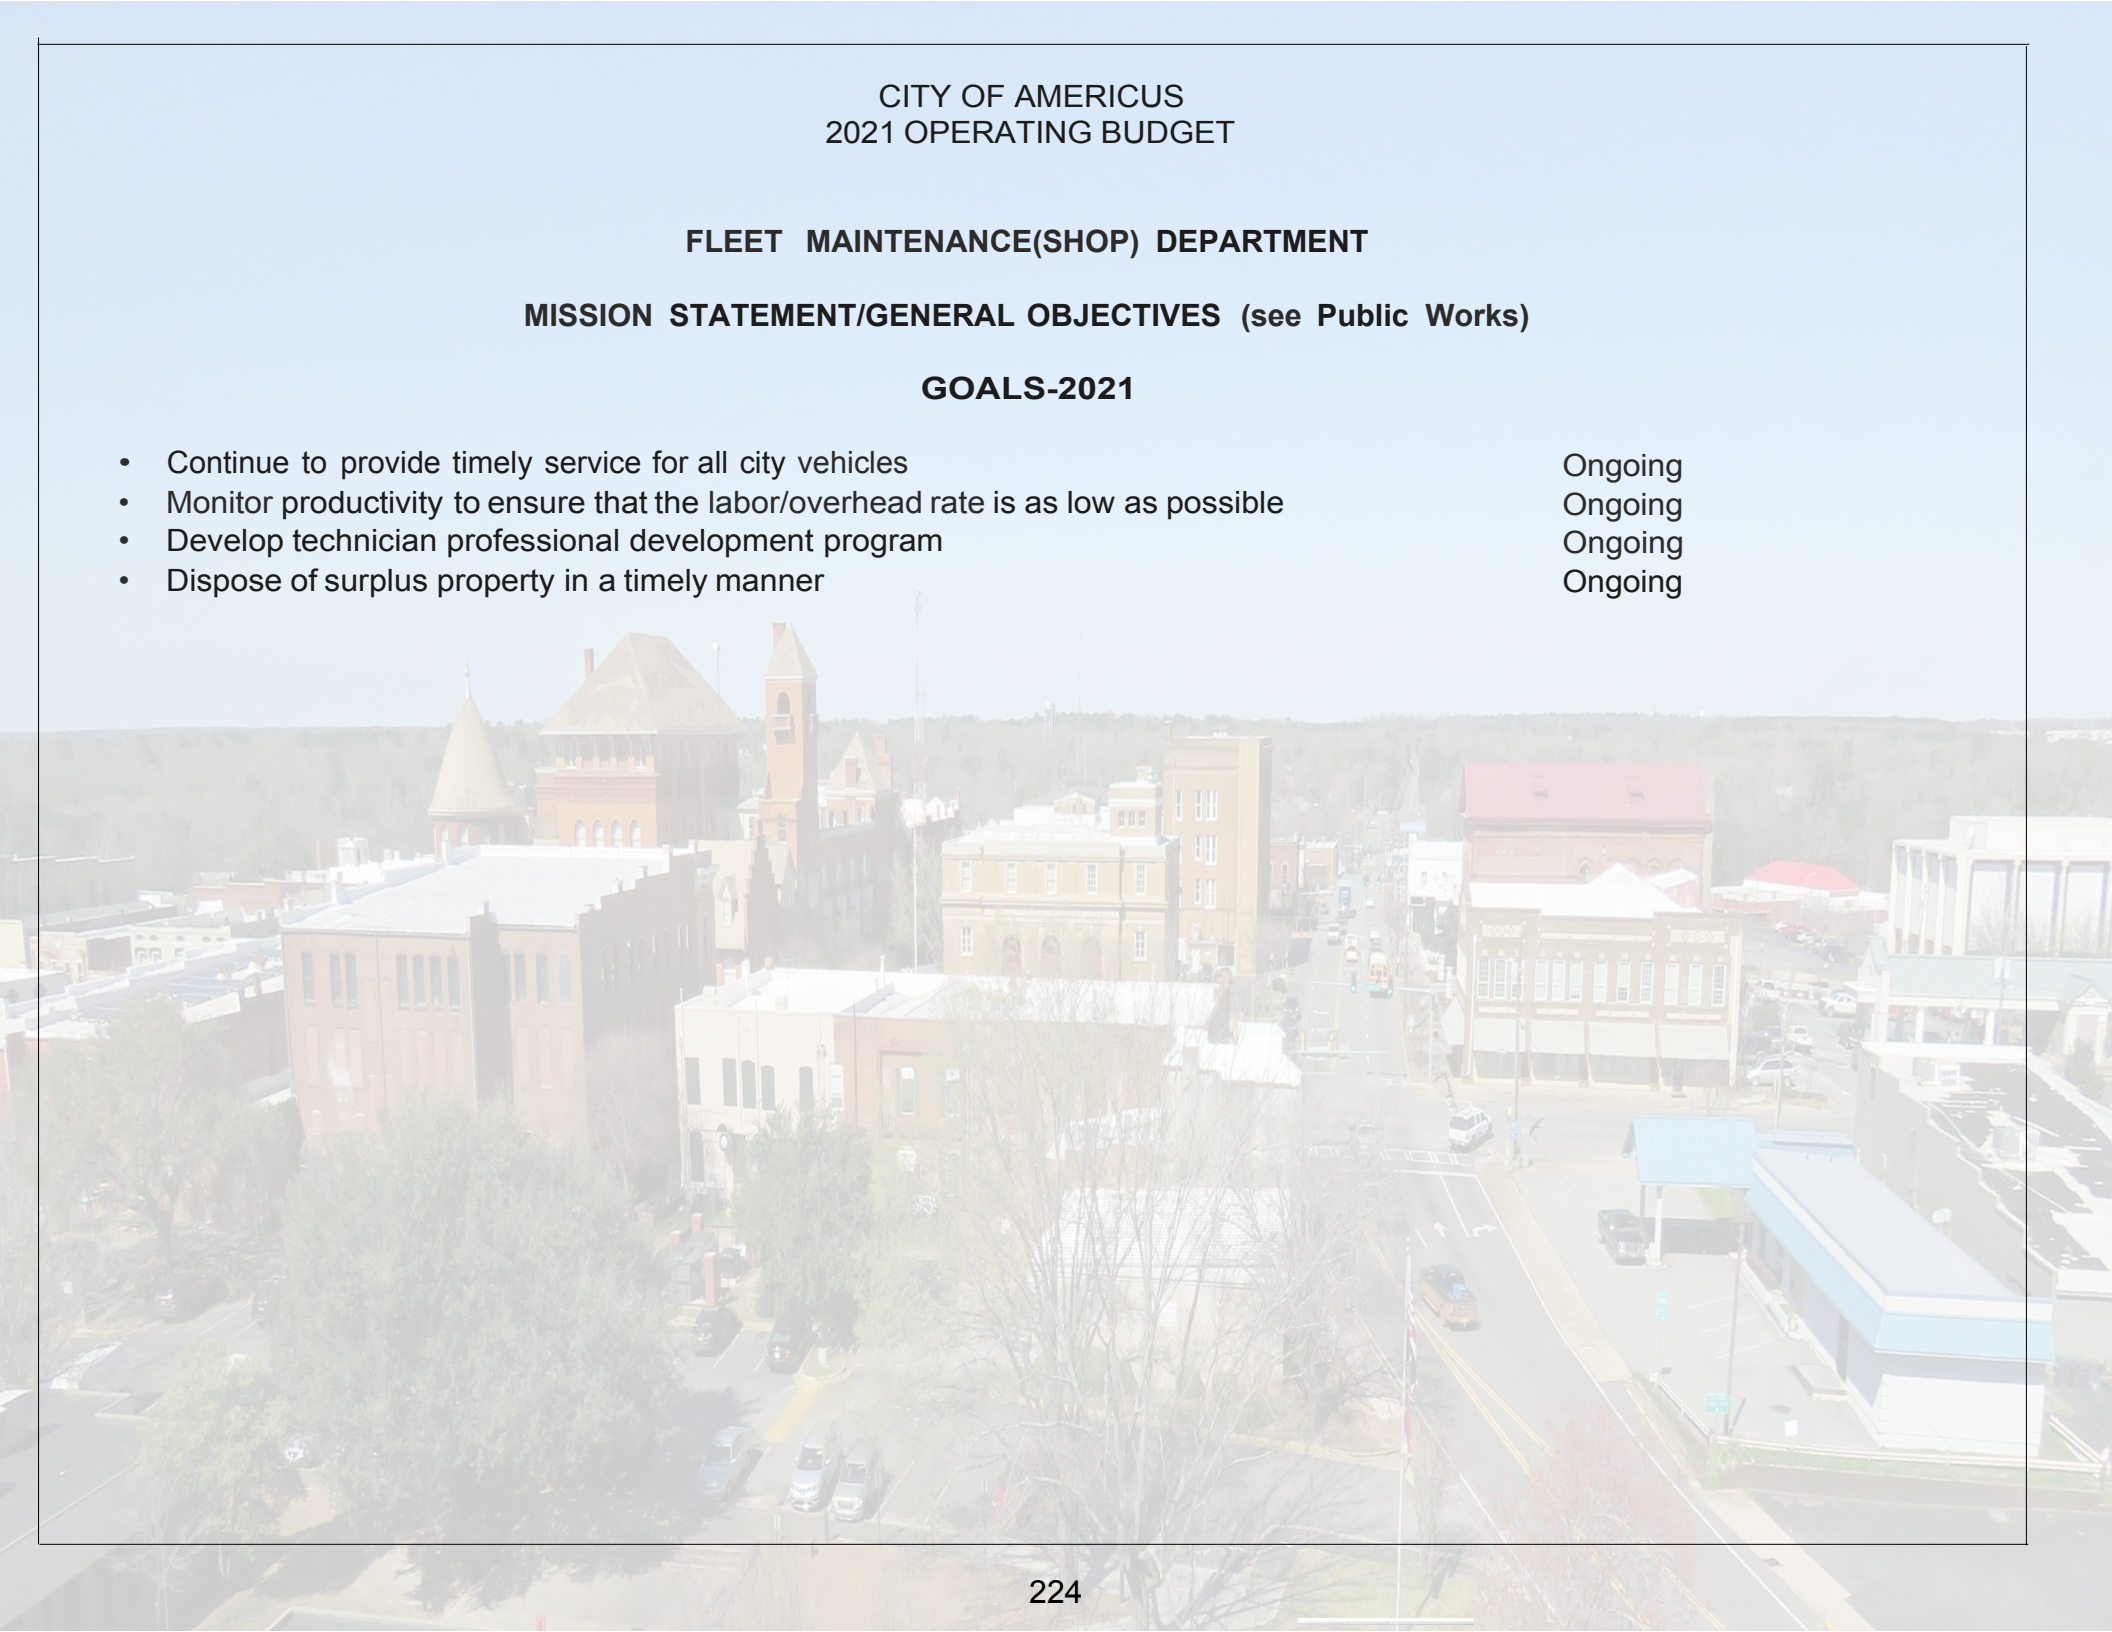 CITY OF AMERICUS
2021 OPERATING BUDGET
FLEET MAINTENANCE(SHOP) DEPARTMENT
MISSION STATEMENT/GENERAL OBJECTIVES (see Public Works)
GOALS-2021
• Continue to provide timely service for all city vehicles Ongoing
• Monitor productivity to ensure that the labor/overhead rate is as low as possible Ongoing
• Develop technician professional development program Ongoing
• Dispose of surplus property in a timely manner Ongoing
224